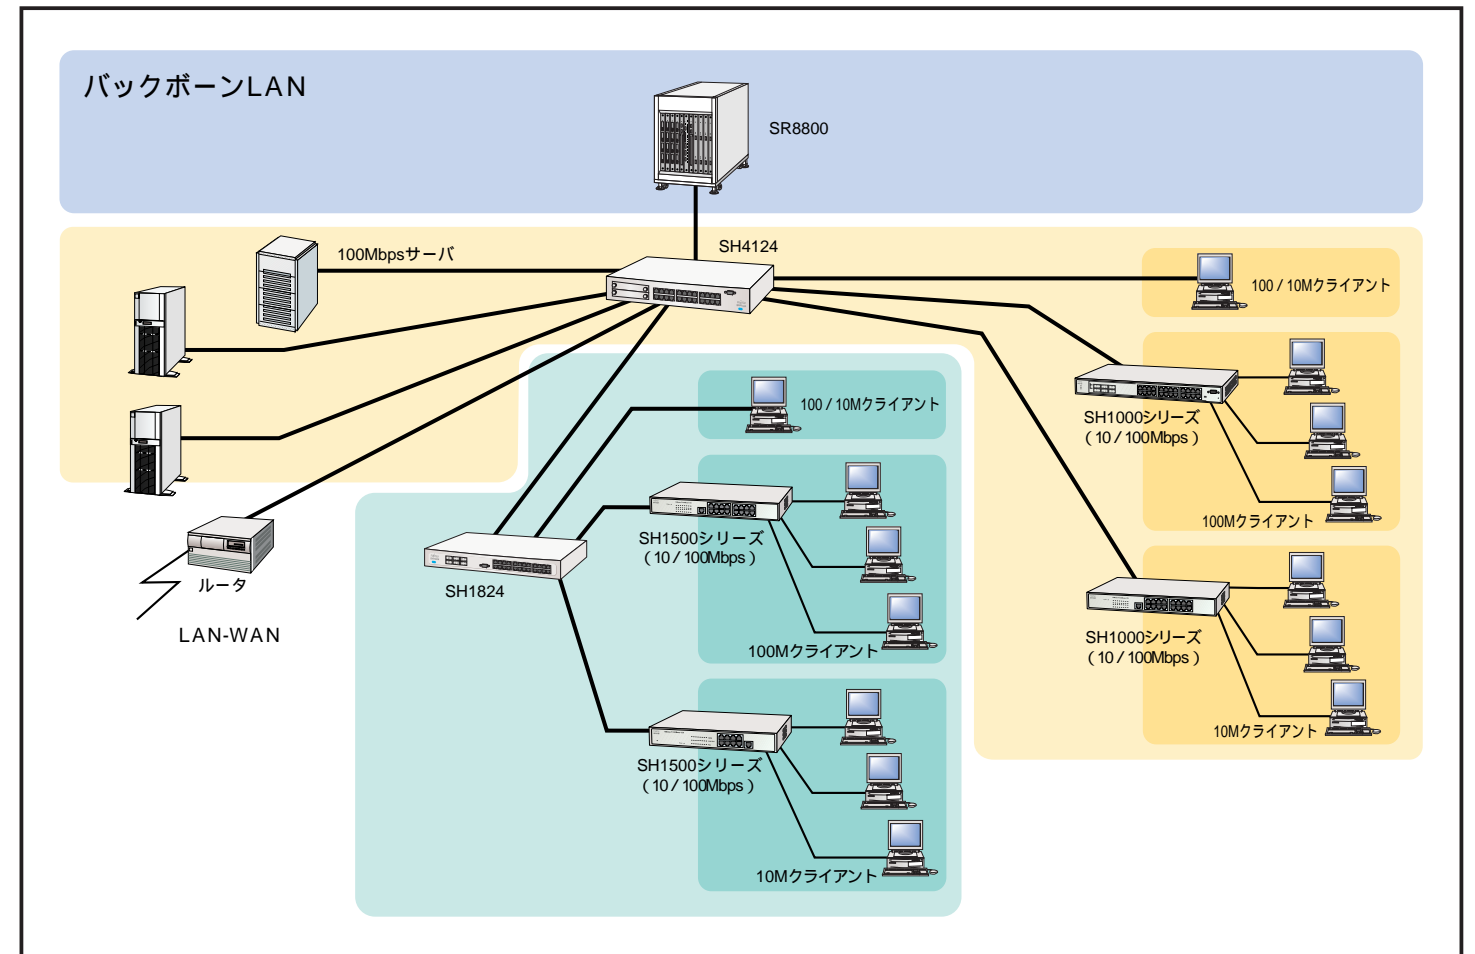 バックボーンLAN
SR8800
100Mbpsサーバ
SH4124
100 / 10Mクライアント
100 / 10Mクライアント
SH1000シリーズ
( 10 / 100Mbps )
100Mクライアント
SH1500シリーズ
( 10 / 100Mbps )
SH1824
ルータ
LAN-WAN
100Mクライアント
SH1000シリーズ
( 10 / 100Mbps )
10Mクライアント
SH1500シリーズ
( 10 / 100Mbps )
10Mクライアント